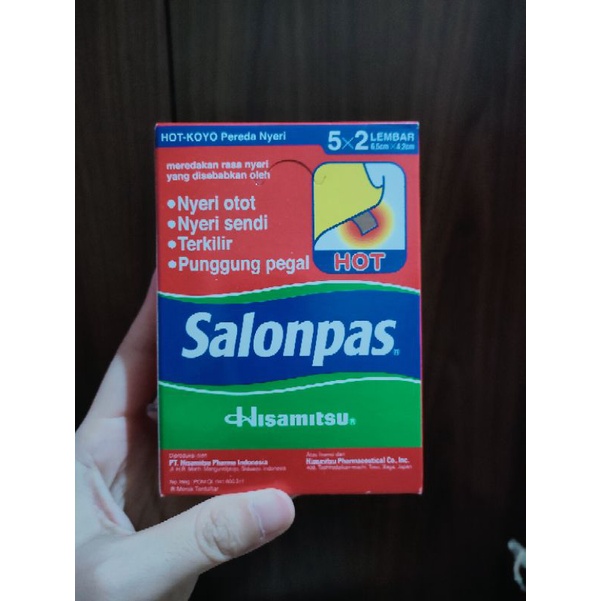 HOT-KOYO Pereda Nyeri
5×2 LEMBAR
6.5cm × 4.2cm
meredakan rasa nyeri
yang disebabkan oleh
•Nyeri otot
•Nyeri sendi
•Terkilir
•Punggung pegal
HOT
Salonpas®
Hisamitsu®
PT. Hisamitsu Pharma Indonesia
Hisamitsu Pharmaceutical Co., Inc.